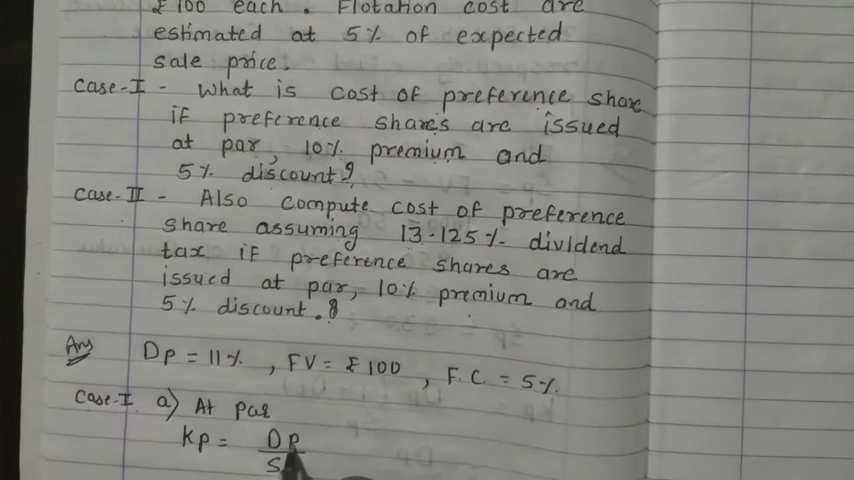 ₹100 each. Flotation cost are
estimated at 5% of expected
sale price.
Case-I - What is cost of preference share
if preference shares are issued
at par, 10% premium and
5% discount?
Case-II - Also compute cost of preference
share assuming 13.125% dividend
tax if preference shares are
issued at par, 10% premium and
5% discount.?
Ans Dp = 11%, FV = ₹100, F.C. = 5%.
Case-I a) At par
Kp = DP
S